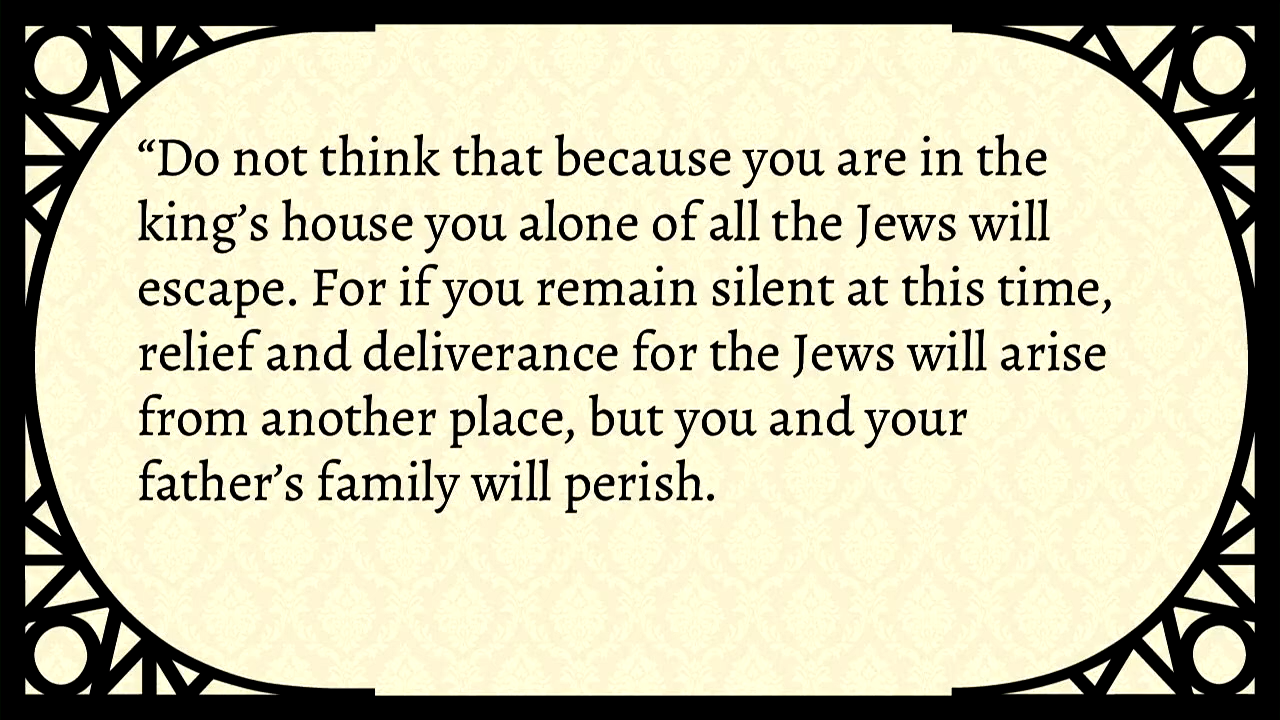 “Do not think that because you are in the
king’s house you alone of all the Jews will
escape. For if you remain silent at this time,
relief and deliverance for the Jews will arise
from another place, but you and your
father’s family will perish.